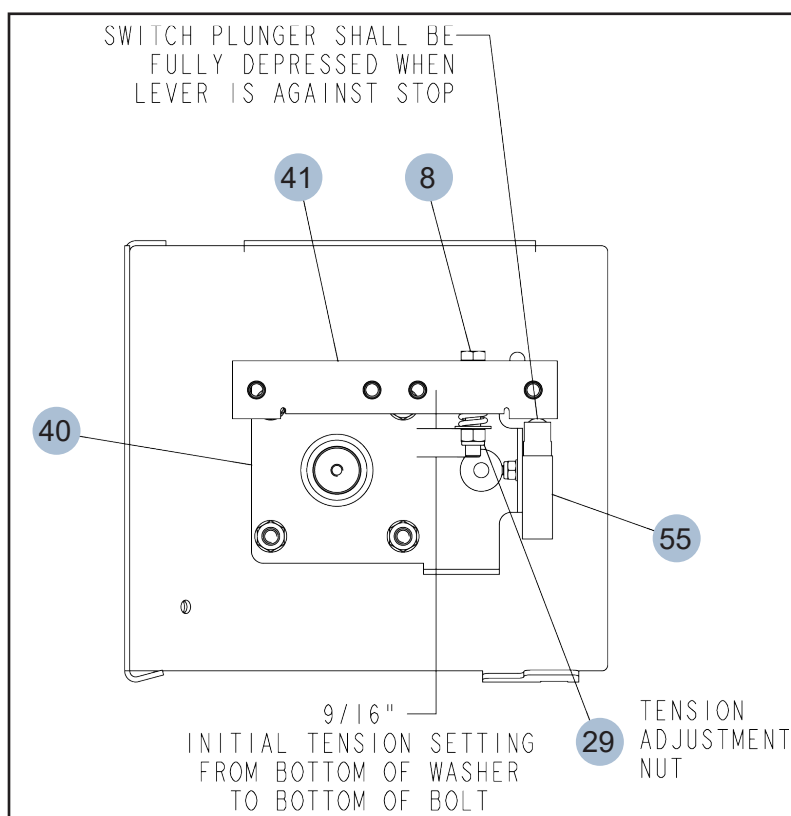 SWITCH PLUNGER SHALL BE
FULLY DEPRESSED WHEN
LEVER IS AGAINST STOP
41
8
40
55
9/16"
INITIAL TENSION SETTING
FROM BOTTOM OF WASHER
TO BOTTOM OF BOLT
29
TENSION
ADJUSTMENT
NUT